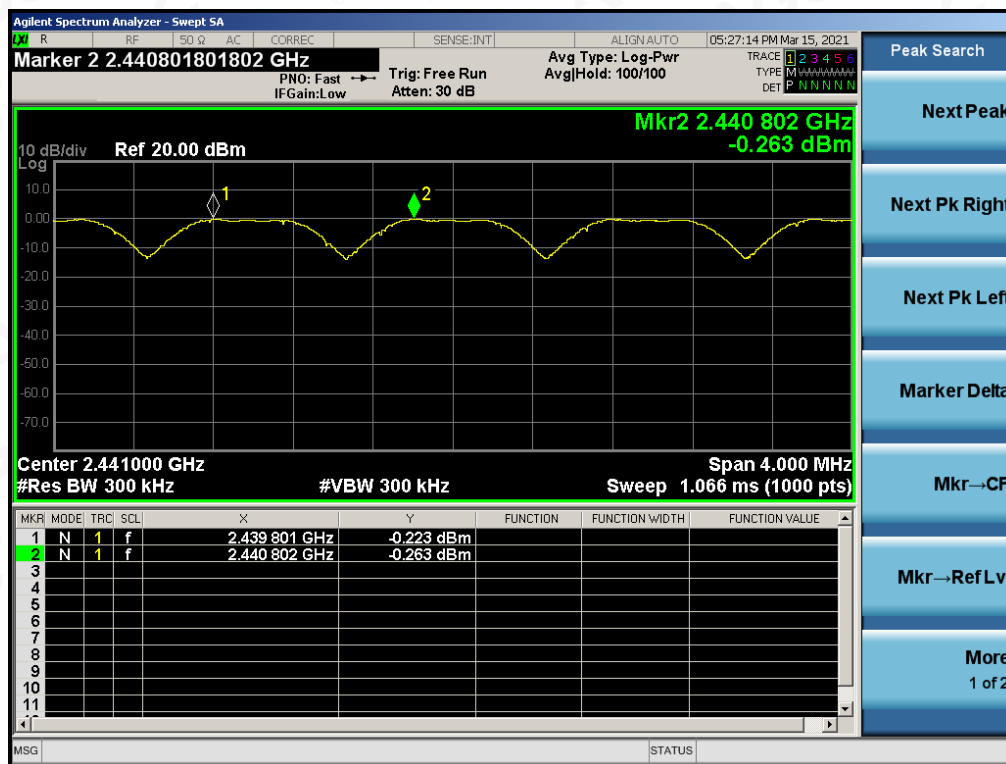 Agilent Spectrum Analyzer - Swept SA
LXI R RF 50 Ω AC CORREC SENSE:INT ALIGN AUTO 05:27:14 PM Mar 15, 2021
Marker 2 2.440801801802 GHz
PNO: Fast
IFGain:Low
Trig: Free Run
Atten: 30 dB
Avg Type: Log-Pwr
Avg|Hold: 100/100
TRACE 1 2 3 4 5 6
TYPE M
DET P N N N N N
Mkr2 2.440 802 GHz
-0.263 dBm
10 dB/div Ref 20.00 dBm
Log
10.0
0.00
-10.0
-20.0
-30.0
-40.0
-50.0
-60.0
-70.0
1
2
Center 2.441000 GHz Span 4.000 MHz
#Res BW 300 kHz #VBW 300 kHz Sweep 1.066 ms (1000 pts)
MKR MODE TRC SCL X Y FUNCTION FUNCTION WIDTH FUNCTION VALUE
1 N 1 f 2.439 801 GHz -0.223 dBm
2 N 1 f 2.440 802 GHz -0.263 dBm
3
4
5
6
7
8
9
10
11
MSG STATUS
Peak Search
Next Peak
Next Pk Right
Next Pk Left
Marker Delta
Mkr→CF
Mkr→Ref Lv
More
1 of 2